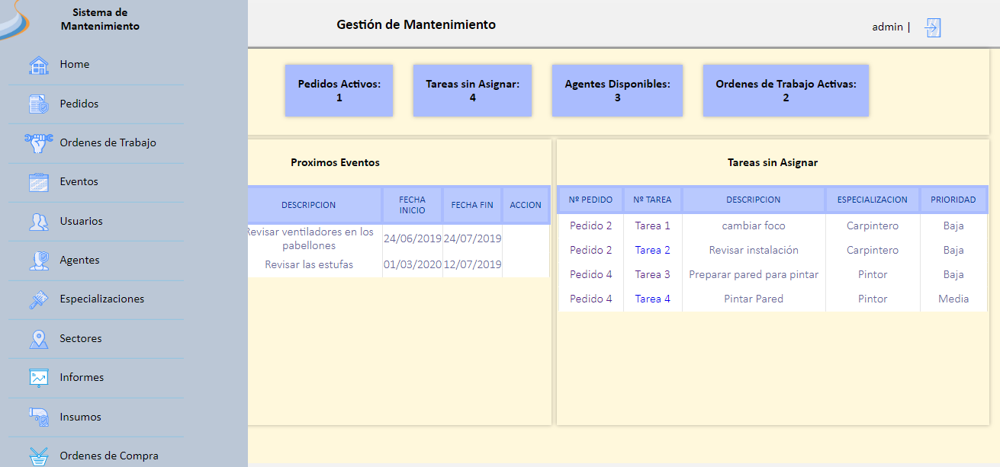 Sistema de
Mantenimiento
Home
Pedidos
Ordenes de Trabajo
Eventos
Usuarios
Agentes
Especializaciones
Sectores
Informes
Insumos
Ordenes de Compra
Gestión de Mantenimiento
admin |
Pedidos Activos:
1
Tareas sin Asignar:
4
Agentes Disponibles:
3
Ordenes de Trabajo Activas:
2
Proximos Eventos
DESCRIPCION FECHA INICIO FECHA FIN ACCION
Revisar ventiladores en los
pabellones 24/06/2019 24/07/2019
Revisar las estufas 01/03/2020 12/07/2019
Tareas sin Asignar
Nº PEDIDO Nº TAREA DESCRIPCION ESPECIALIZACION PRIORIDAD
Pedido 2 Tarea 1 cambiar foco Carpintero Baja
Pedido 2 Tarea 2 Revisar instalación Carpintero Baja
Pedido 4 Tarea 3 Preparar pared para pintar Pintor Baja
Pedido 4 Tarea 4 Pintar Pared Pintor Media